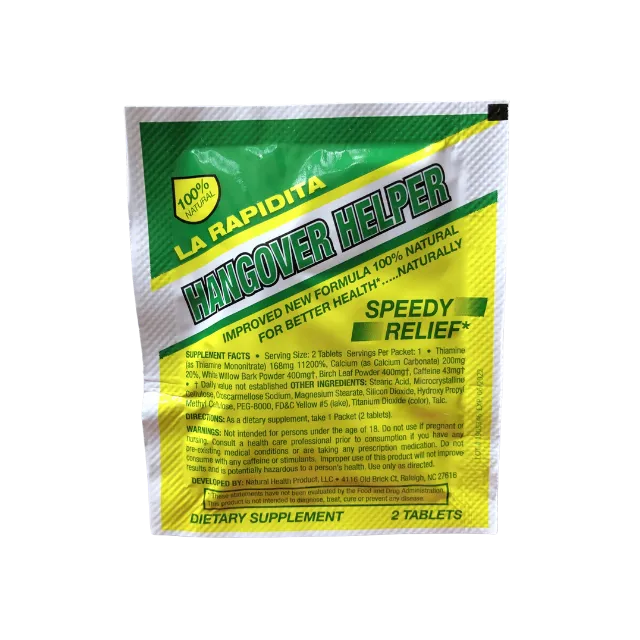 100%
NATURAL
LA RAPIDITA
HANGOVER HELPER
IMPROVED NEW FORMULA 100% NATURAL
FOR BETTER HEALTH*.....NATURALLY
SPEEDY
RELIEF*
SUPPLEMENT FACTS • Serving Size: 2 Tablets Servings Per Packet: 1 • Thiamine
(as Thiamine Mononitrate) 168mg 11200%, Calcium (as Calcium Carbonate) 200mg
20%, White Willow Bark Powder 400mg†, Birch Leaf Powder 400mg†, Caffeine 43mg†
• † Daily value not established OTHER INGREDIENTS: Stearic Acid, Microcrystalline
Cellulose, Croscarmellose Sodium, Magnesium Stearate, Silicon Dioxide, Hydroxy Propyl
Methyl Cellulose, PEG-8000, FD&C Yellow #5 (lake), Titanium Dioxide (color), Talc.
DIRECTIONS: As a dietary supplement, take 1 Packet (2 tablets).
WARNINGS: Not intended for persons under the age of 18. Do not use if pregnant or
nursing. Consult a health care professional prior to consumption if you have any
pre-existing medical conditions or are taking any prescription medication. Do not
consume with any caffeine or stimulants. Improper use of this product will not improve
results and is potentially hazardous to a person's health. Use only as directed.
DEVELOPED BY: Natural Health Product, LLC • 4116 Old Brick Ct, Raleigh, NC 27616
These statements have not been evaluated by the Food and Drug Administration.
This product is not intended to diagnose, treat, cure or prevent any disease.
DIETARY SUPPLEMENT 2 TABLETS